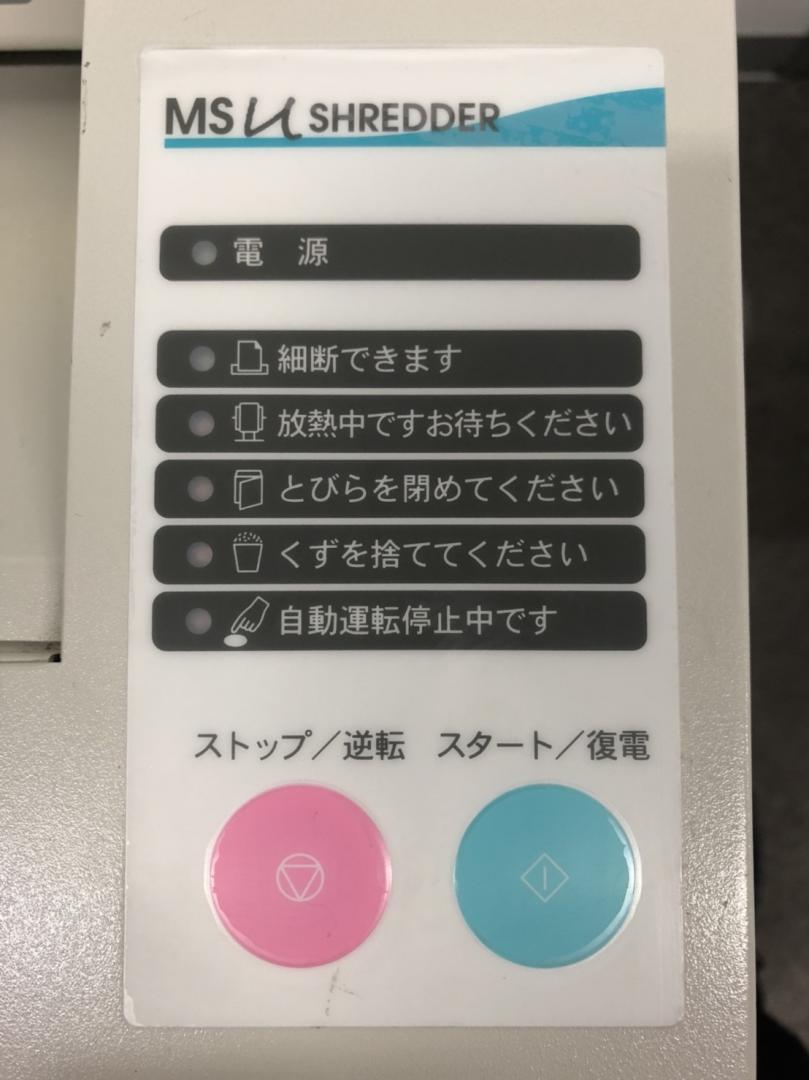 MSu SHREDDER
電 源
細断できます
放熱中ですお待ちください
とびらを閉めてください
くずを捨ててください
自動運転停止中です
ストップ／逆転 スタート／復電